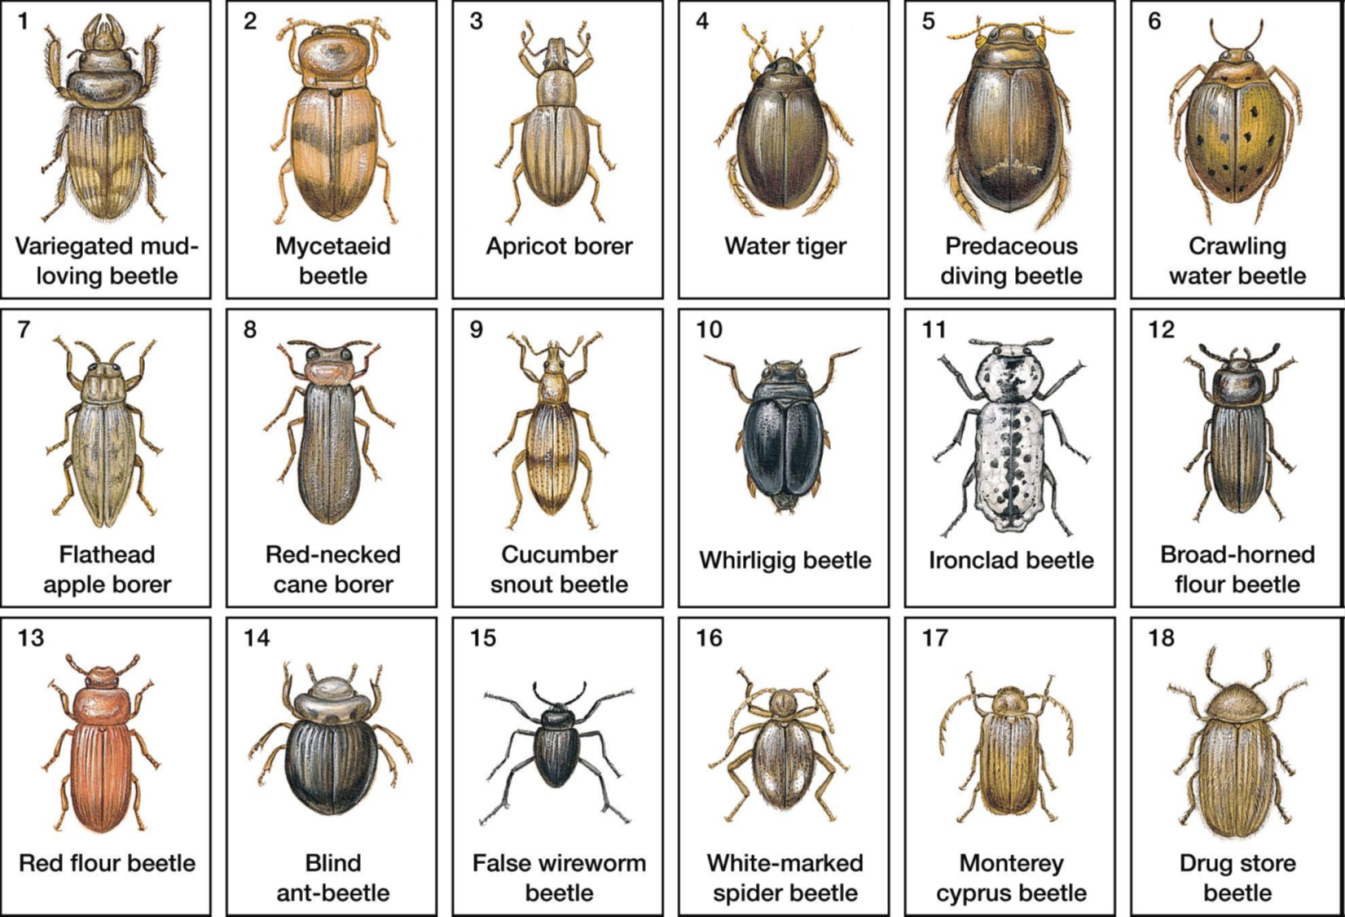 1
Variegated mud-
loving beetle
2
Mycetaeid
beetle
3
Apricot borer
4
Water tiger
5
Predaceous
diving beetle
6
Crawling
water beetle
7
Flathead
apple borer
8
Red-necked
cane borer
9
Cucumber
snout beetle
10
Whirligig beetle
11
Ironclad beetle
12
Broad-horned
flour beetle
13
Red flour beetle
14
Blind
ant-beetle
15
False wireworm
beetle
16
White-marked
spider beetle
17
Monterey
cyprus beetle
18
Drug store
beetle